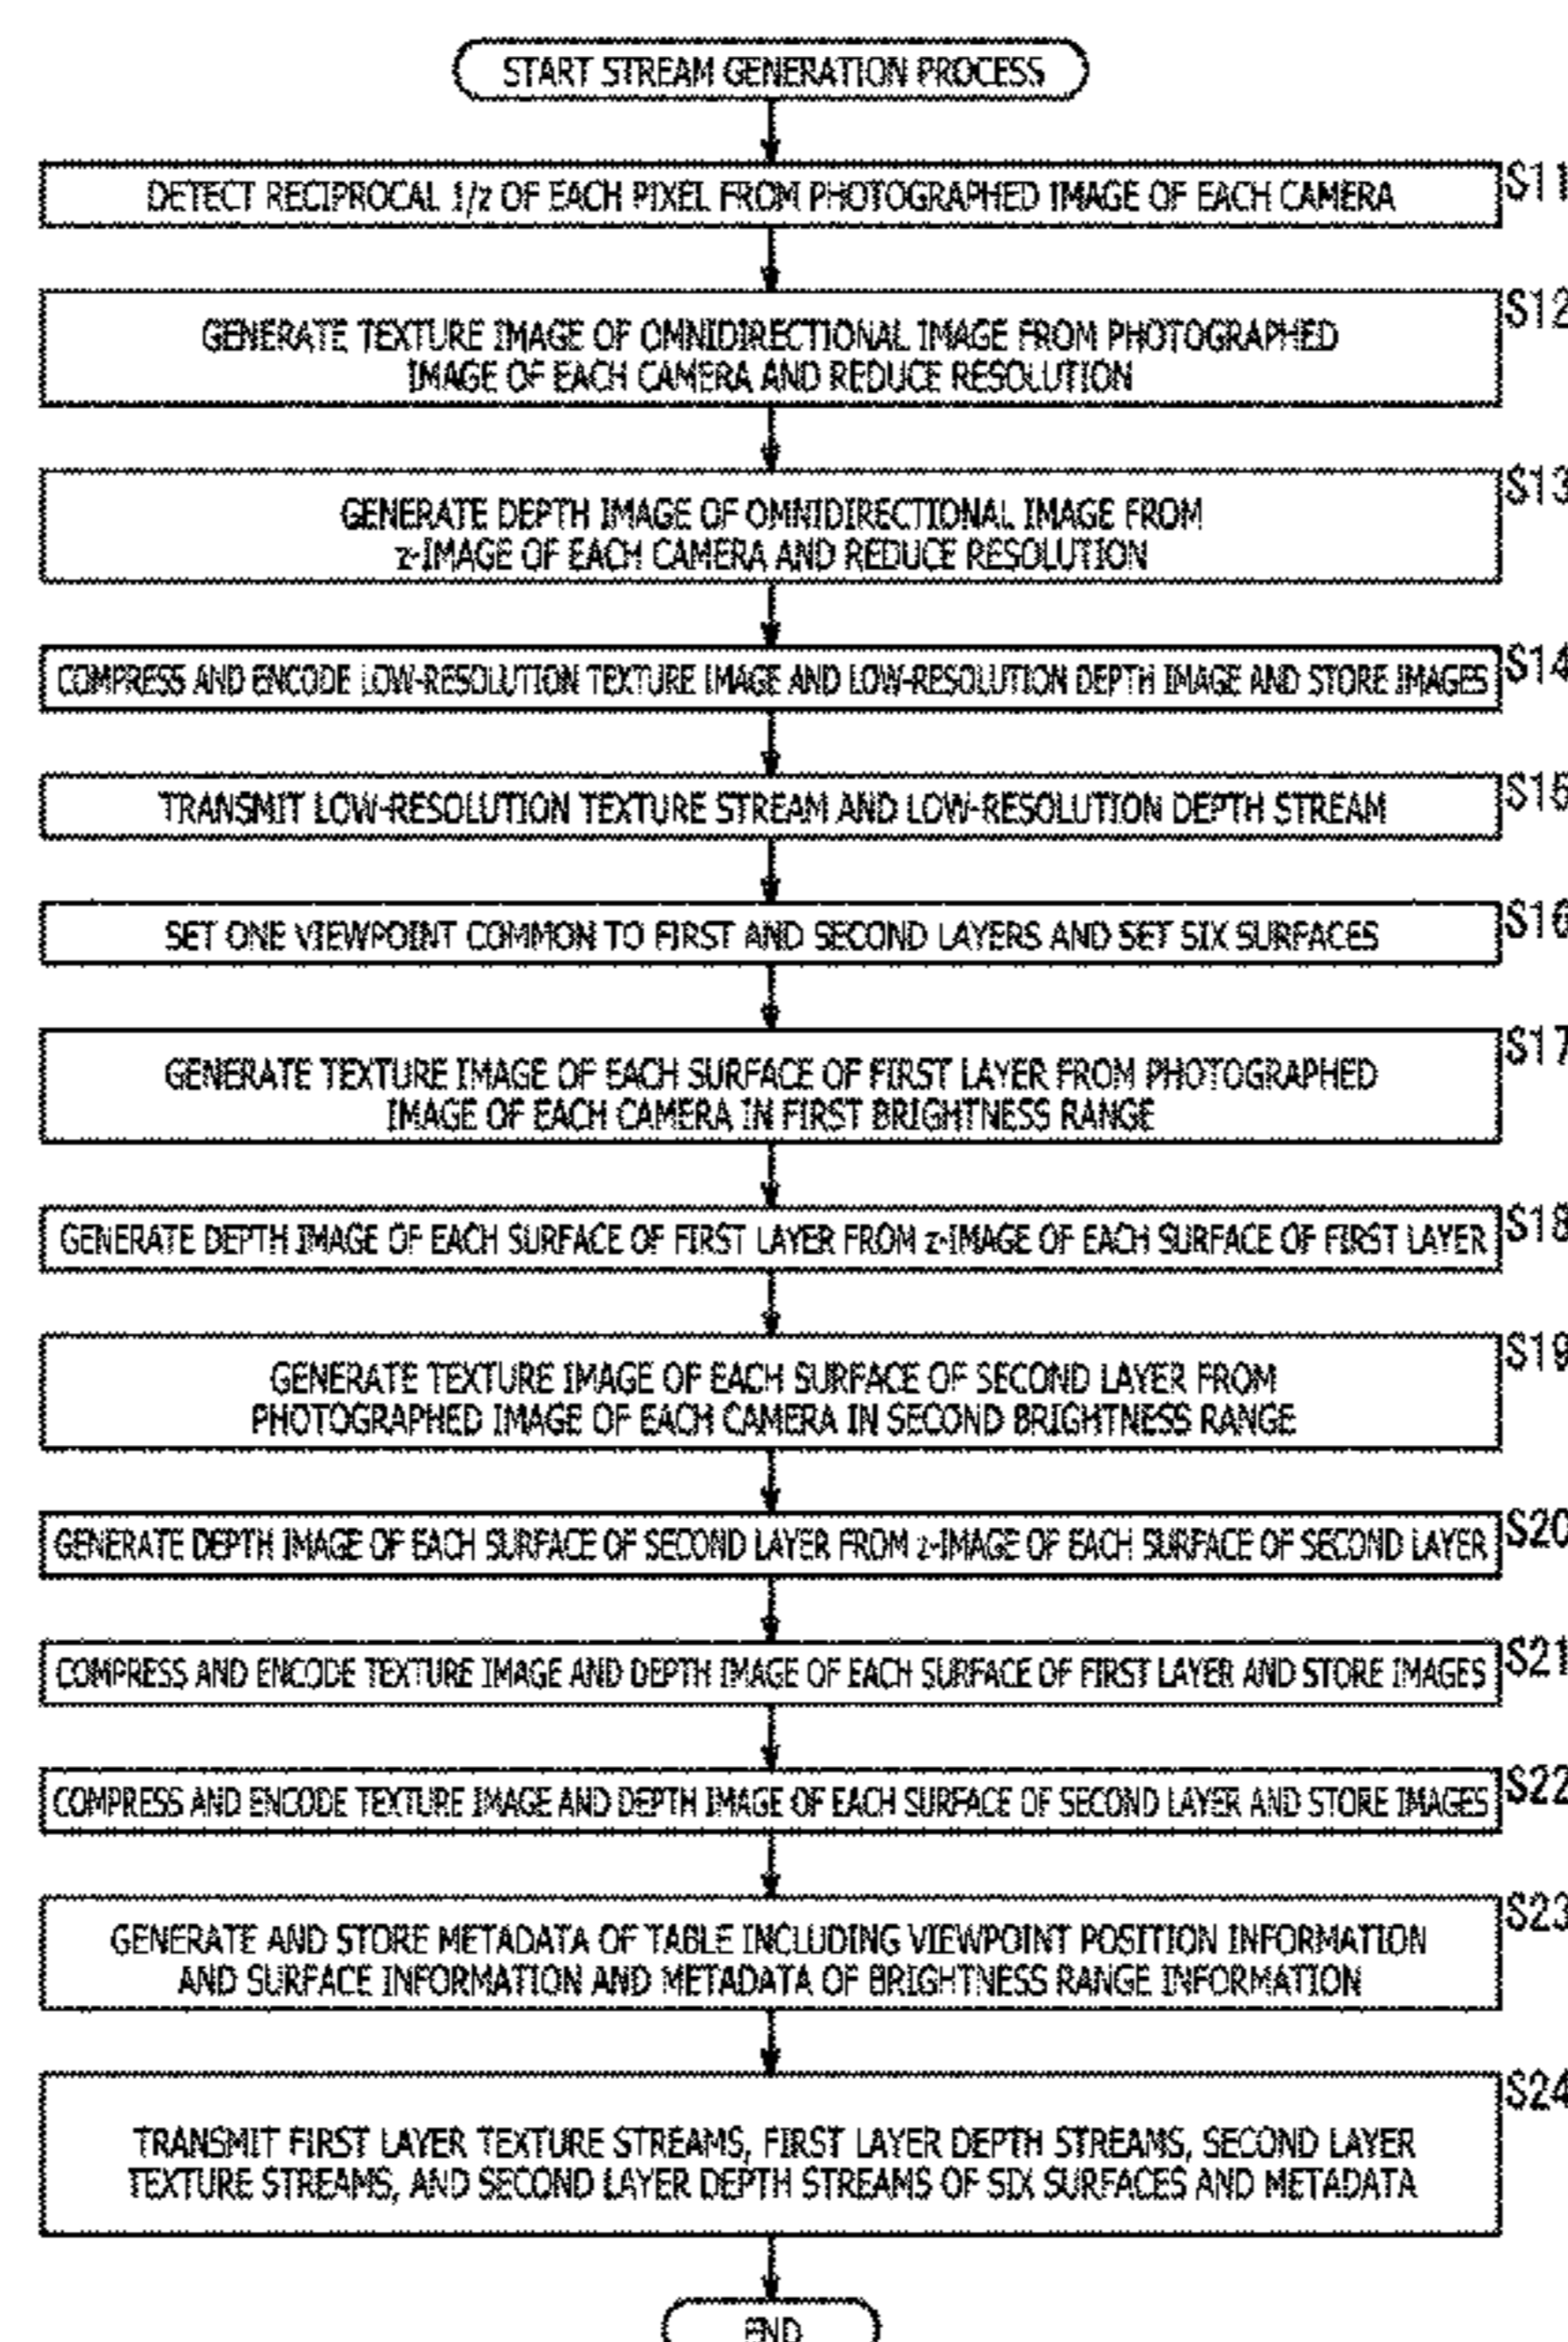 START STREAM GENERATION PROCESS
S11
DETECT RECIPROCAL 1/z OF EACH PIXEL FROM PHOTOGRAPHED IMAGE OF EACH CAMERA
S12
GENERATE TEXTURE IMAGE OF OMNIDIRECTIONAL IMAGE FROM PHOTOGRAPHED
IMAGE OF EACH CAMERA AND REDUCE RESOLUTION
S13
GENERATE DEPTH IMAGE OF OMNIDIRECTIONAL IMAGE FROM
z-IMAGE OF EACH CAMERA AND REDUCE RESOLUTION
S14
COMPRESS AND ENCODE LOW-RESOLUTION TEXTURE IMAGE AND LOW-RESOLUTION DEPTH IMAGE AND STORE IMAGES
S15
TRANSMIT LOW-RESOLUTION TEXTURE STREAM AND LOW-RESOLUTION DEPTH STREAM
S16
SET ONE VIEWPOINT COMMON TO FIRST AND SECOND LAYERS AND SET SIX SURFACES
S17
GENERATE TEXTURE IMAGE OF EACH SURFACE OF FIRST LAYER FROM PHOTOGRAPHED
IMAGE OF EACH CAMERA IN FIRST BRIGHTNESS RANGE
S18
GENERATE DEPTH IMAGE OF EACH SURFACE OF FIRST LAYER FROM z-IMAGE OF EACH SURFACE OF FIRST LAYER
S19
GENERATE TEXTURE IMAGE OF EACH SURFACE OF SECOND LAYER FROM
PHOTOGRAPHED IMAGE OF EACH CAMERA IN SECOND BRIGHTNESS RANGE
S20
GENERATE DEPTH IMAGE OF EACH SURFACE OF SECOND LAYER FROM z-IMAGE OF EACH SURFACE OF SECOND LAYER
S21
COMPRESS AND ENCODE TEXTURE IMAGE AND DEPTH IMAGE OF EACH SURFACE OF FIRST LAYER AND STORE IMAGES
S22
COMPRESS AND ENCODE TEXTURE IMAGE AND DEPTH IMAGE OF EACH SURFACE OF SECOND LAYER AND STORE IMAGES
S23
GENERATE AND STORE METADATA OF TABLE INCLUDING VIEWPOINT POSITION INFORMATION
AND SURFACE INFORMATION AND METADATA OF BRIGHTNESS RANGE INFORMATION
S24
TRANSMIT FIRST LAYER TEXTURE STREAMS, FIRST LAYER DEPTH STREAMS, SECOND LAYER
TEXTURE STREAMS, AND SECOND LAYER DEPTH STREAMS OF SIX SURFACES AND METADATA
END